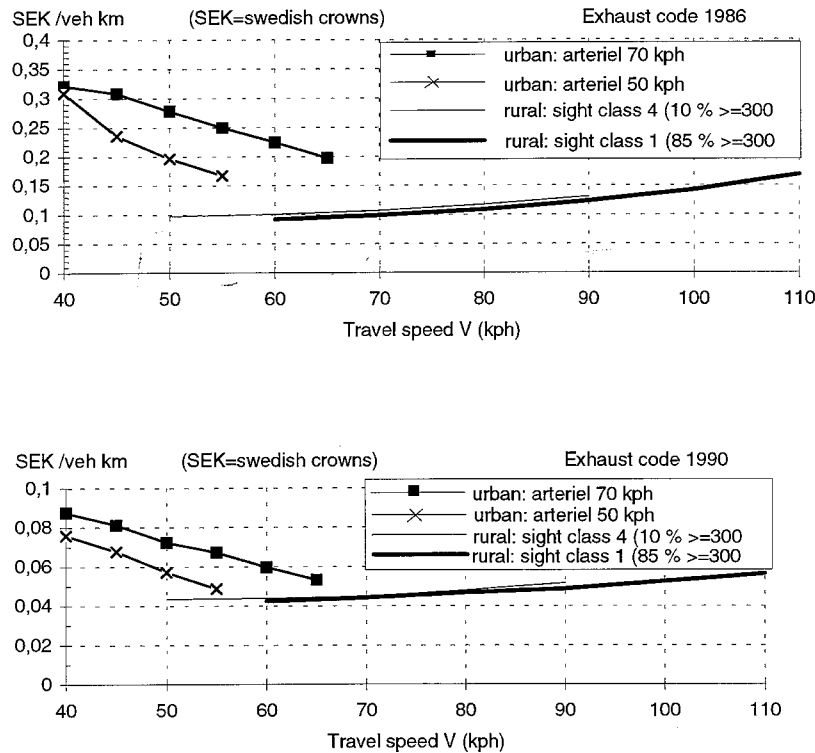 SEK /veh km (SEK=swedish crowns) Exhaust code 1986
0,4
0,35
0,3
0,25
0,2
0,15
0,1
0,05
0
urban: arteriel 70 kph
urban: arteriel 50 kph
rural: sight class 4 (10 % >=300
rural: sight class 1 (85 % >=300
40 50 60 70 80 90 100 110
Travel speed V (kph)
SEK /veh km (SEK=swedish crowns) Exhaust code 1990
0,1
0,08
0,06
0,04
0,02
0
urban: arteriel 70 kph
urban: arteriel 50 kph
rural: sight class 4 (10 % >=300
rural: sight class 1 (85 % >=300
40 50 60 70 80 90 100 110
Travel speed V (kph)